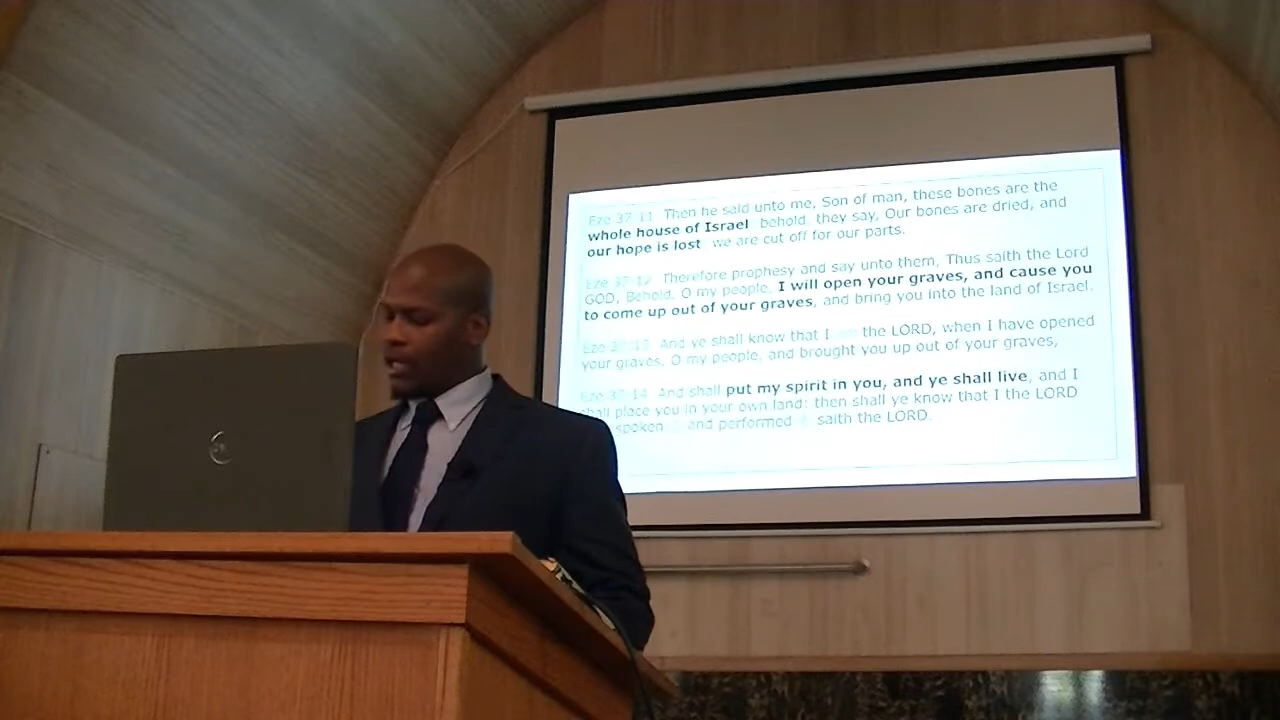 Eze 37:11 Then he said unto me, Son of man, these bones are the
whole house of Israel behold, they say, Our bones are dried, and
our hope is lost we are cut off for our parts.
Eze 37:12 Therefore prophesy and say unto them, Thus saith the Lord
GOD, Behold, O my people, I will open your graves, and cause you
to come up out of your graves, and bring you into the land of Israel.
Eze 37:13 And ye shall know that I am the LORD, when I have opened
your graves, O my people, and brought you up out of your graves,
Eze 37:14 And shall put my spirit in you, and ye shall live, and I
shall place you in your own land: then shall ye know that I the LORD
spoken and performed saith the LORD.
DELL